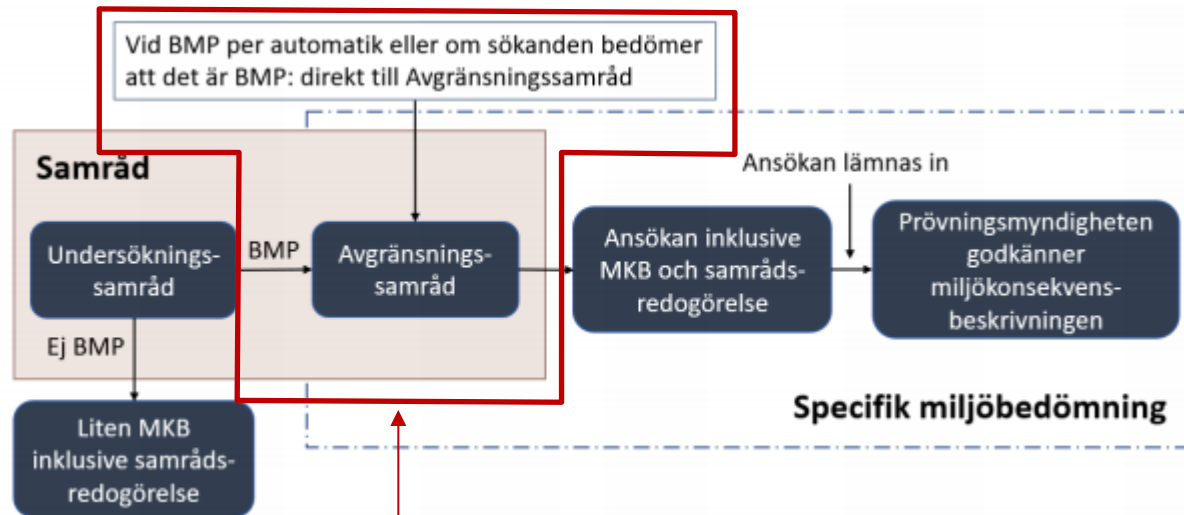 Vid BMP per automatik eller om sökanden bedömer
att det är BMP: direkt till Avgränsningssamråd
Samråd
Ansökan lämnas in
Undersöknings-
samråd
BMP
Avgränsnings-
samråd
Ansökan inklusive
MKB och samråds-
redogörelse
Prövningsmyndigheten
godkänner
miljökonsekvens-
beskrivningen
Ej BMP
Liten MKB
inklusive samråds-
redogörelse
Specifik miljöbedömning